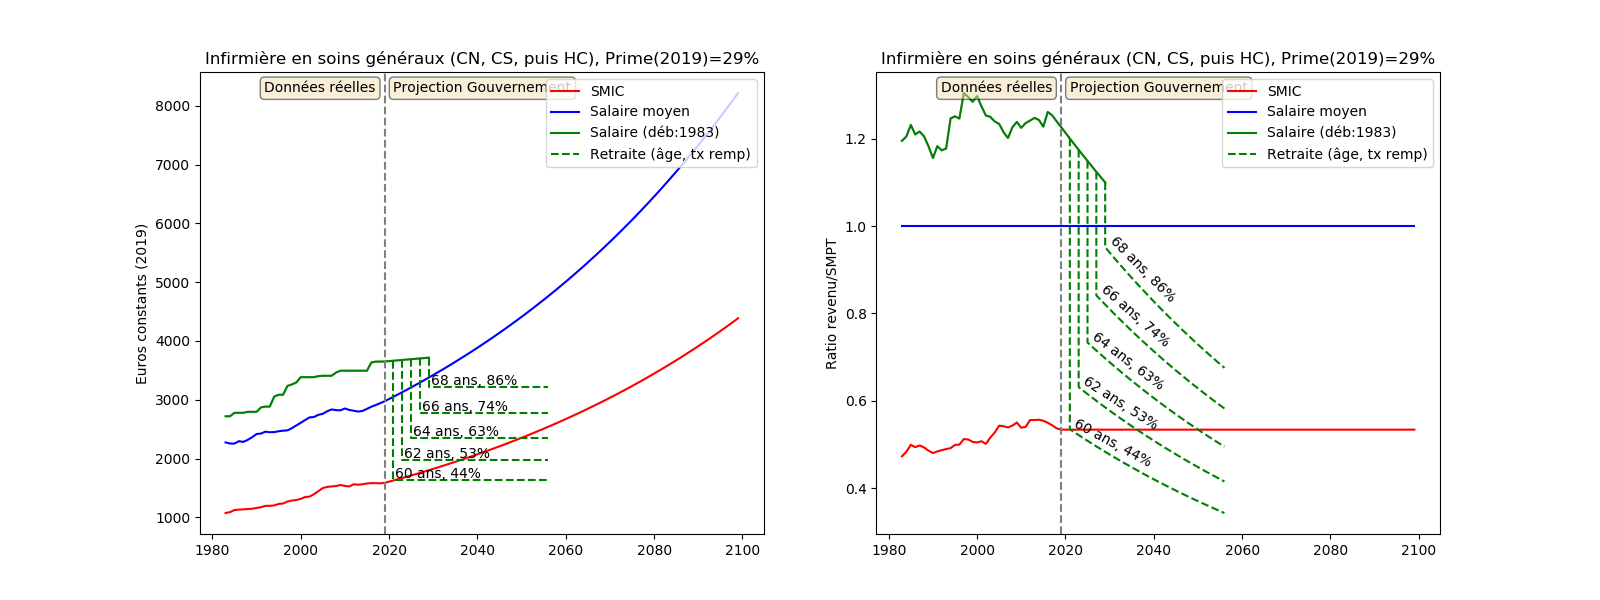 Infirmière en soins généraux (CN, CS, puis HC), Prime(2019)=29%
Données réelles
Projection Gouvernement
SMIC
Salaire moyen
Salaire (déb:1983)
Retraite (âge, tx remp)
Euros constants (2019)
8000
7000
6000
5000
4000
3000
2000
1000
68 ans, 86%
66 ans, 74%
64 ans, 63%
62 ans, 53%
60 ans, 44%
1980 2000 2020 2040 2060 2080 2100
Infirmière en soins généraux (CN, CS, puis HC), Prime(2019)=29%
Données réelles
Projection Gouvernement
SMIC
Salaire moyen
Salaire (déb:1983)
Retraite (âge, tx remp)
Ratio revenu/SMPT
1.2
1.0
0.8
0.6
0.4
68 ans, 86%
66 ans, 74%
64 ans, 63%
62 ans, 53%
60 ans, 44%
1980 2000 2020 2040 2060 2080 2100